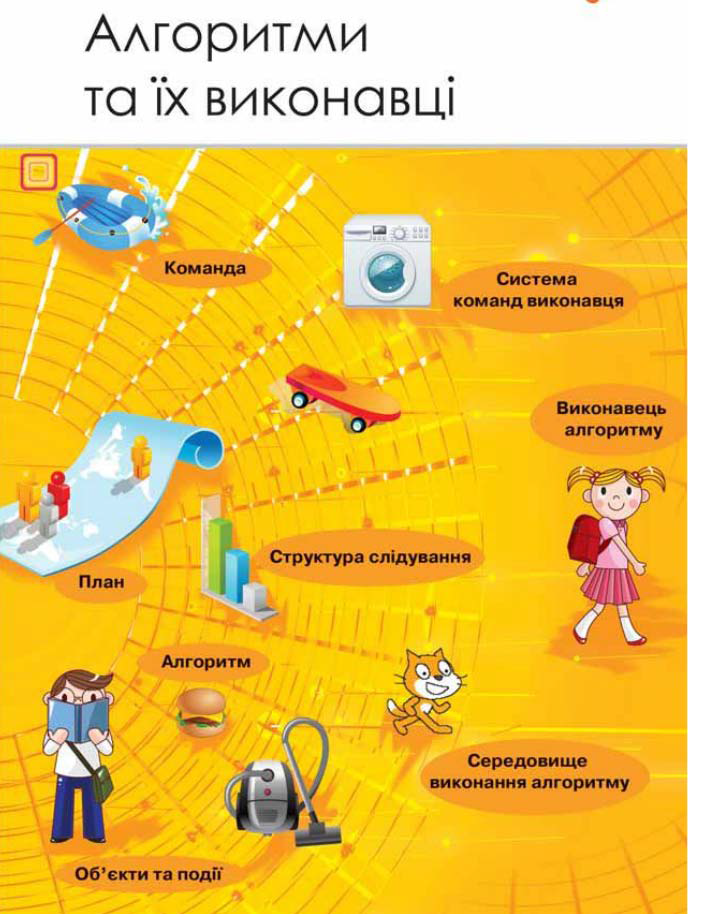 Алгоритми
та їх виконавці
Команда
Система
команд виконавця
Виконавець
алгоритму
Структура слідування
План
Алгоритм
Середовище
виконання алгоритму
Об’єкти та події